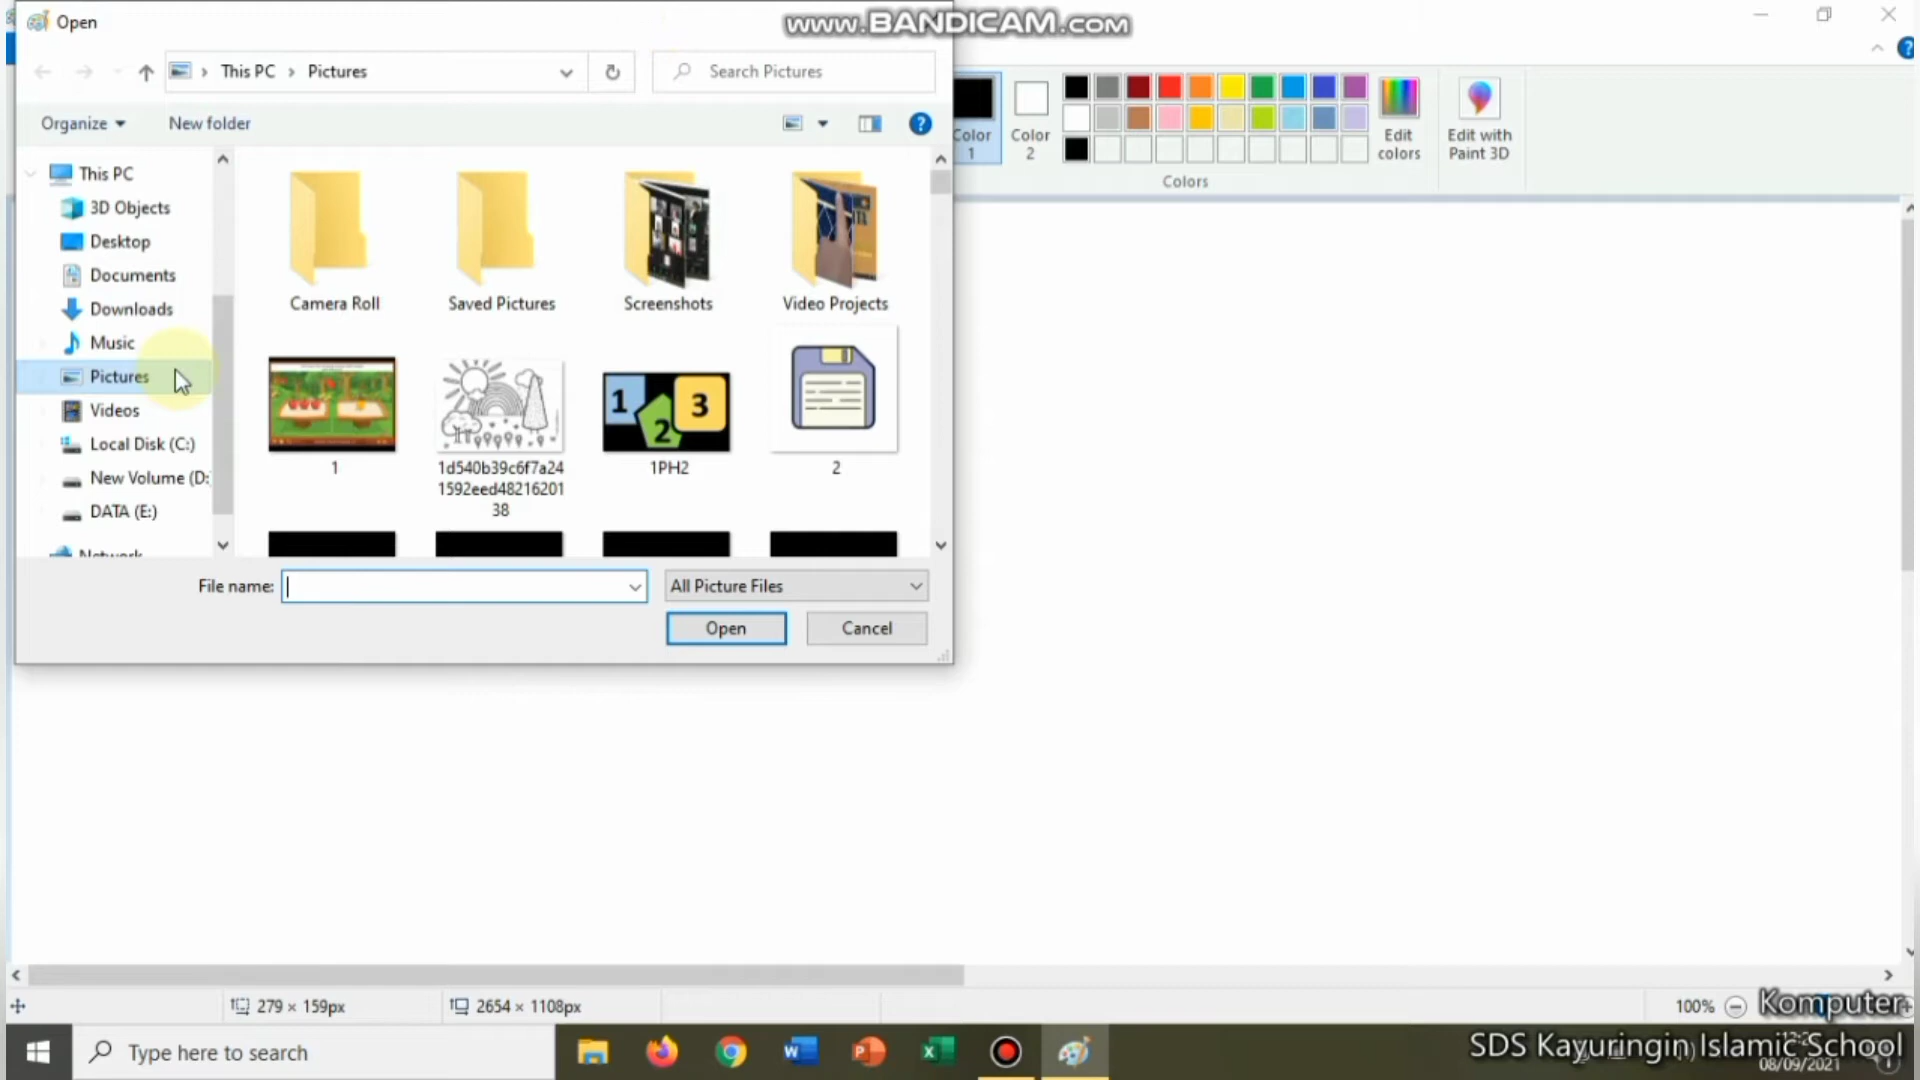 Open
www.BANDICAM.com
This PC
Pictures
Search Pictures
Organize
New folder
This PC
3D Objects
Desktop
Documents
Downloads
Music
Pictures
Videos
Local Disk (C:)
New Volume (D:
DATA (E:)
Network
Camera Roll
Saved Pictures
Screenshots
Video Projects
1
1d540b39c6f7a24
1592eed48216201
38
1 2 3
1PH2
2
File name:
All Picture Files
Open
Cancel
Color
1
Color
2
Edit
colors
Edit with
Paint 3D
Colors
279 × 159px
2654 × 1108px
100%
Komputer
Type here to search
SDS Kayuringin Islamic School
08/09/2021